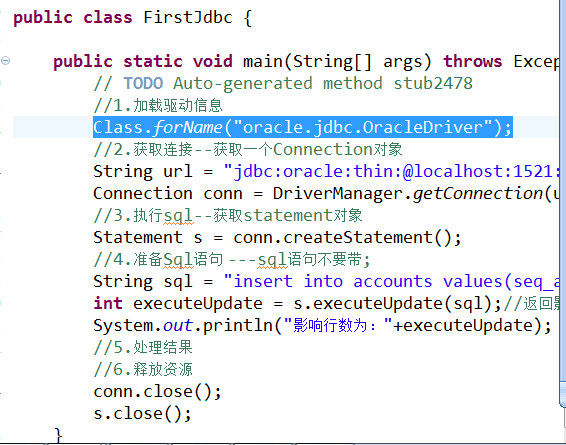 public class FirstJdbc {
public static void main(String[] args) throws Excep
// TODO Auto-generated method stub2478
//1.加载驱动信息
Class.forName("oracle.jdbc.OracleDriver");
//2.获取连接--获取一个Connection对象
String url = "jdbc:oracle:thin:@localhost:1521:
Connection conn = DriverManager.getConnection(u
//3.执行sql--获取statement对象
Statement s = conn.createStatement();
//4.准备Sql语句 ---sql语句不要带;
String sql = "insert into accounts values(seq_a
int executeUpdate = s.executeUpdate(sql);//返回影
System.out.println("影响行数为："+executeUpdate);
//5.处理结果
//6.释放资源
conn.close();
s.close();
}